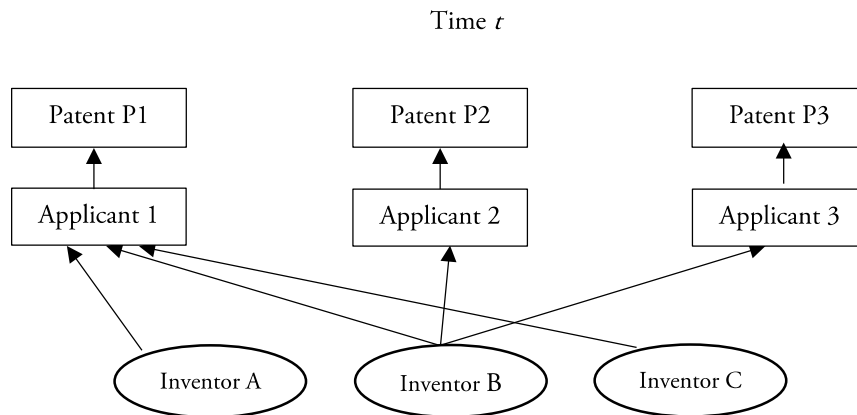 Time t
Patent P1
Patent P2
Patent P3
Applicant 1
Applicant 2
Applicant 3
Inventor A
Inventor B
Inventor C